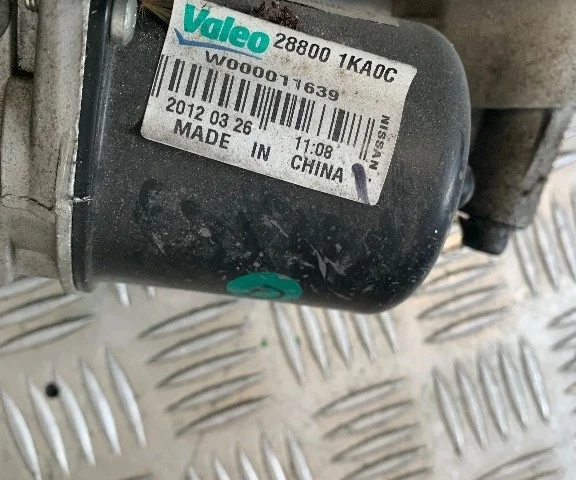 Valeo 28800 1KA0C
W000011639
NISSAN
2012 03 26 11:08
MADE IN CHINA